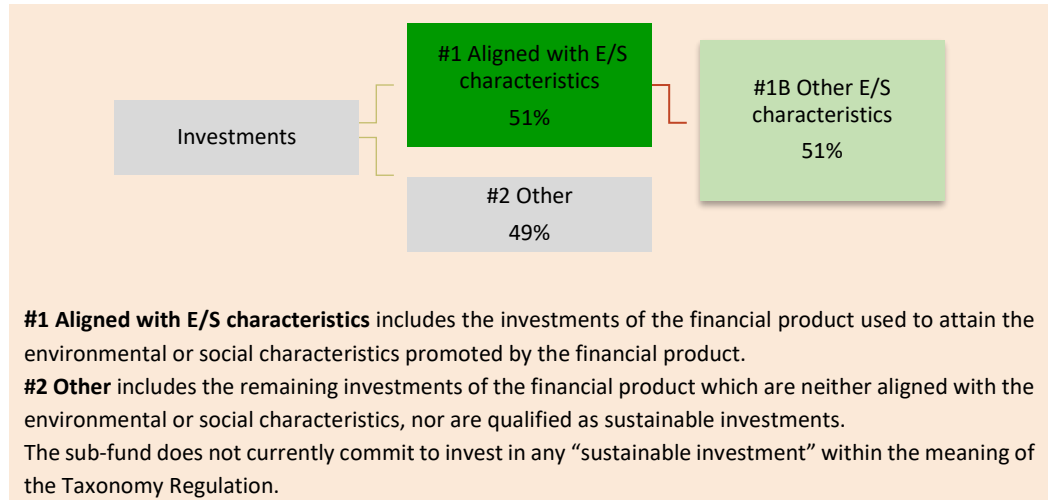 #1 Aligned with E/S
characteristics
51%
#1B Other E/S
characteristics
51%
Investments
#2 Other
49%
#1 Aligned with E/S characteristics includes the investments of the financial product used to attain the
environmental or social characteristics promoted by the financial product.
#2 Other includes the remaining investments of the financial product which are neither aligned with the
environmental or social characteristics, nor are qualified as sustainable investments.
The sub-fund does not currently commit to invest in any “sustainable investment” within the meaning of
the Taxonomy Regulation.